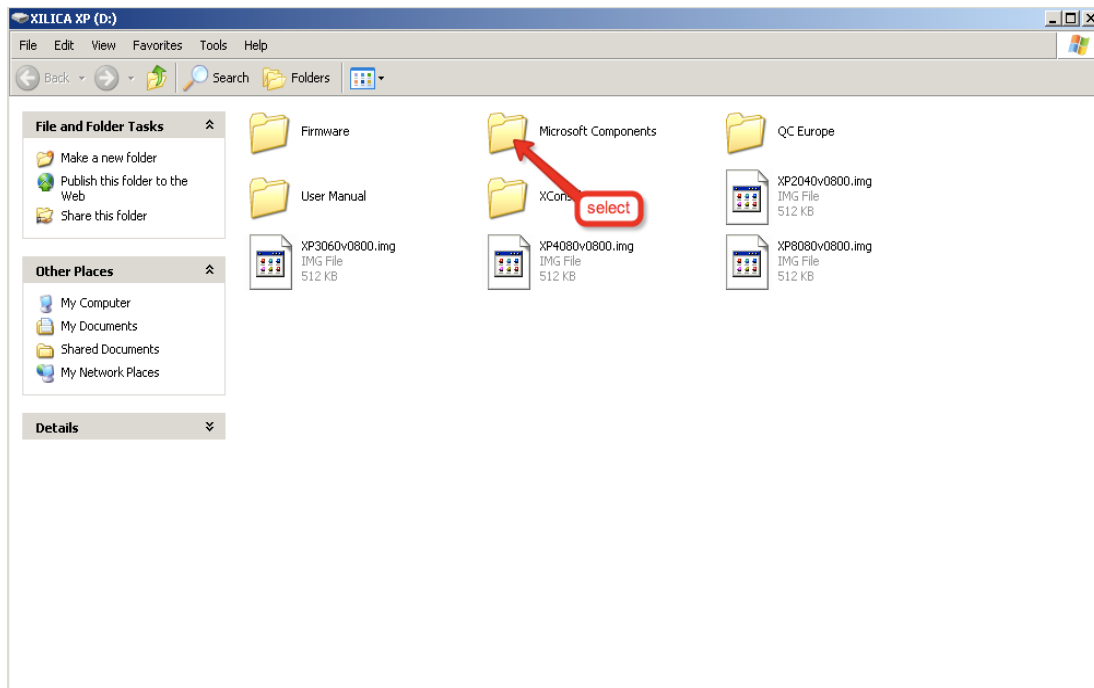 XILICA XP (D:)
File Edit View Favorites Tools Help
Back Search Folders
File and Folder Tasks
Make a new folder
Publish this folder to the
Web
Share this folder
Other Places
My Computer
My Documents
Shared Documents
My Network Places
Details
Firmware
Microsoft Components
QC Europe
User Manual
select
XP2040v0800.img
IMG File
512 KB
XP3060v0800.img
IMG File
512 KB
XP4080v0800.img
IMG File
512 KB
XP8080v0800.img
IMG File
512 KB